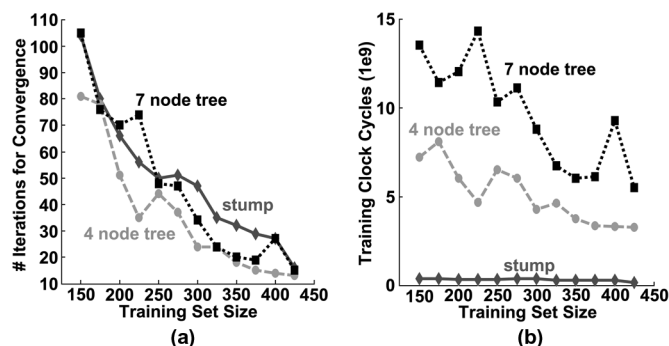 110
100
90
80
70
60
50
40
30
20
10
# Iterations for Convergence
7 node tree
stump
4 node tree
150 200 250 300 350 400 450
Training Set Size
(a)
15
10
5
0
Training Clock Cycles (1e9)
7 node tree
4 node tree
stump
150 200 250 300 350 400 450
Training Set Size
(b)